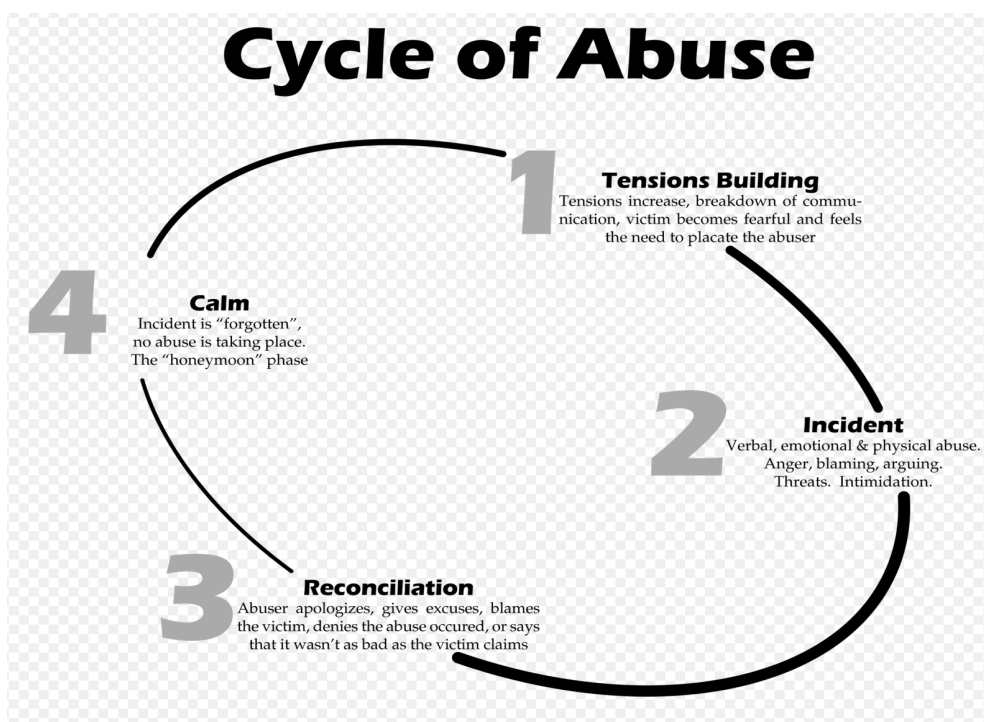 Cycle of Abuse
1
Tensions Building
Tensions increase, breakdown of commu-
nication, victim becomes fearful and feels
the need to placate the abuser
2
Incident
Verbal, emotional & physical abuse.
Anger, blaming, arguing.
Threats.  Intimidation.
3
Reconciliation
Abuser apologizes, gives excuses, blames
the victim, denies the abuse occured, or says
that it wasn't as bad as the victim claims
4
Calm
Incident is “forgotten”,
no abuse is taking place.
The “honeymoon” phase